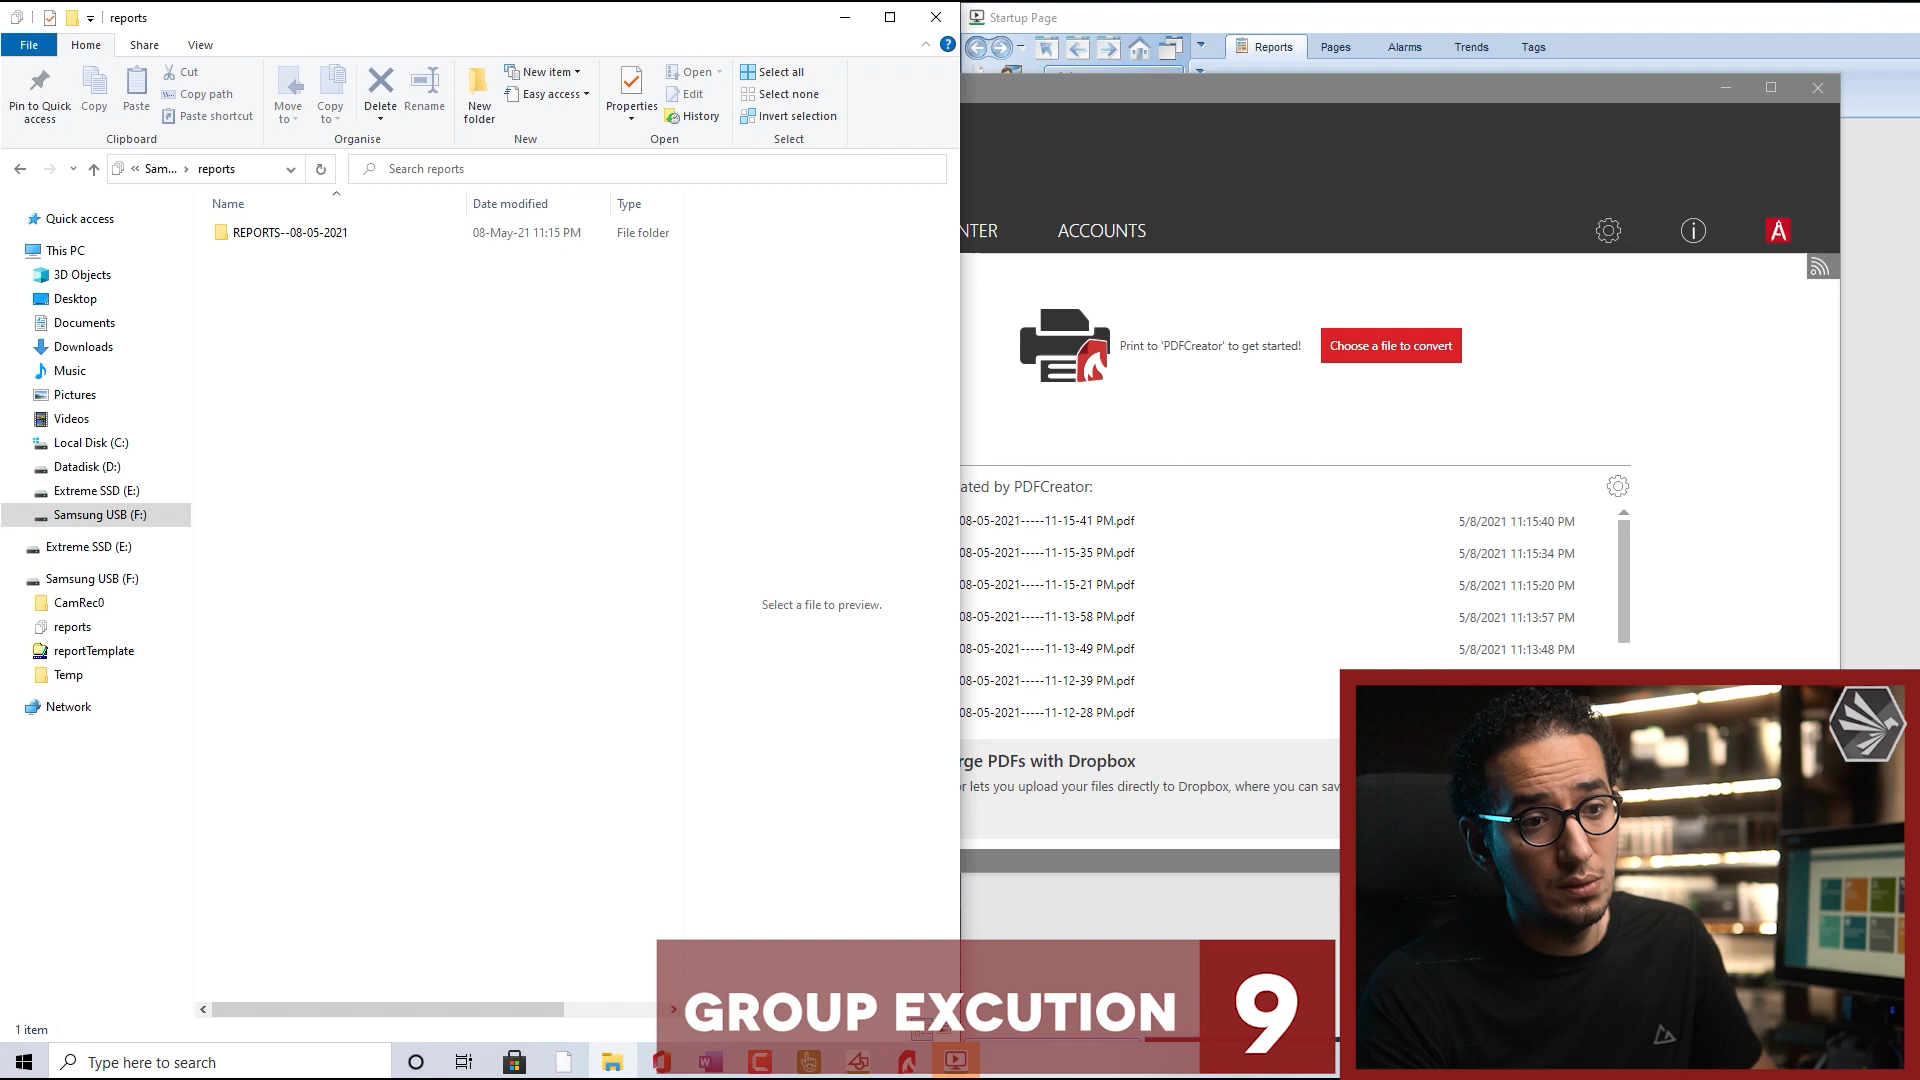 reports
File
Home
Share
View
Pin to Quick access
Copy
Paste
Cut
Copy path
Paste shortcut
Clipboard
Move to
Copy to
Delete
Rename
Organise
New folder
New item
Easy access
New
Properties
Open
Edit
History
Open
Select all
Select none
Invert selection
Select
« Sam... › reports
Search reports
Name
Date modified
Type
REPORTS--08-05-2021
08-May-21 11:15 PM
File folder
Quick access
This PC
3D Objects
Desktop
Documents
Downloads
Music
Pictures
Videos
Local Disk (C:)
Datadisk (D:)
Extreme SSD (E:)
Samsung USB (F:)
Extreme SSD (E:)
Samsung USB (F:)
CamRec0
reports
reportTemplate
Temp
Network
Select a file to preview.
1 item
Type here to search
Startup Page
Reports
Pages
Alarms
Trends
Tags
NTER
ACCOUNTS
Print to 'PDFCreator' to get started!
Choose a file to convert
ated by PDFCreator:
08-05-2021-----11-15-41 PM.pdf 5/8/2021 11:15:40 PM
08-05-2021-----11-15-35 PM.pdf 5/8/2021 11:15:34 PM
08-05-2021-----11-15-21 PM.pdf 5/8/2021 11:15:20 PM
08-05-2021-----11-13-58 PM.pdf 5/8/2021 11:13:57 PM
08-05-2021-----11-13-49 PM.pdf 5/8/2021 11:13:48 PM
08-05-2021-----11-12-39 PM.pdf
08-05-2021-----11-12-28 PM.pdf
rge PDFs with Dropbox
or lets you upload your files directly to Dropbox, where you can sav
GROUP EXCUTION
9